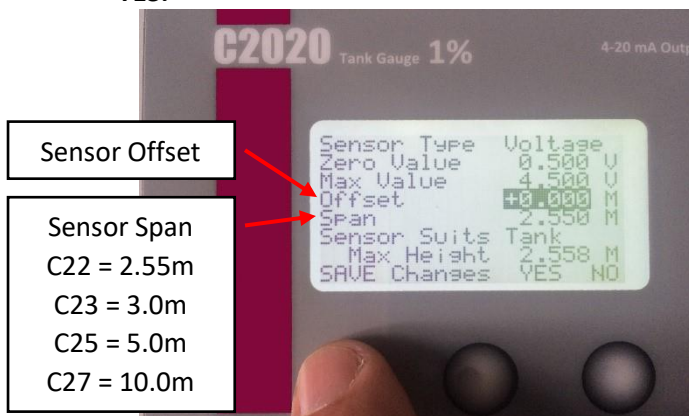 YES.
C2020 Tank Gauge 1% 4-20 mA Outp
Sensor Offset
Sensor Span
C22 = 2.55m
C23 = 3.0m
C25 = 5.0m
C27 = 10.0m
Sensor Type Voltage
Zero Value 0.500 V
Max Value 4.500 V
Offset +0.000 M
Span 2.550 M
Sensor Suits Tank
Max Height 2.558 M
SAVE Changes YES NO